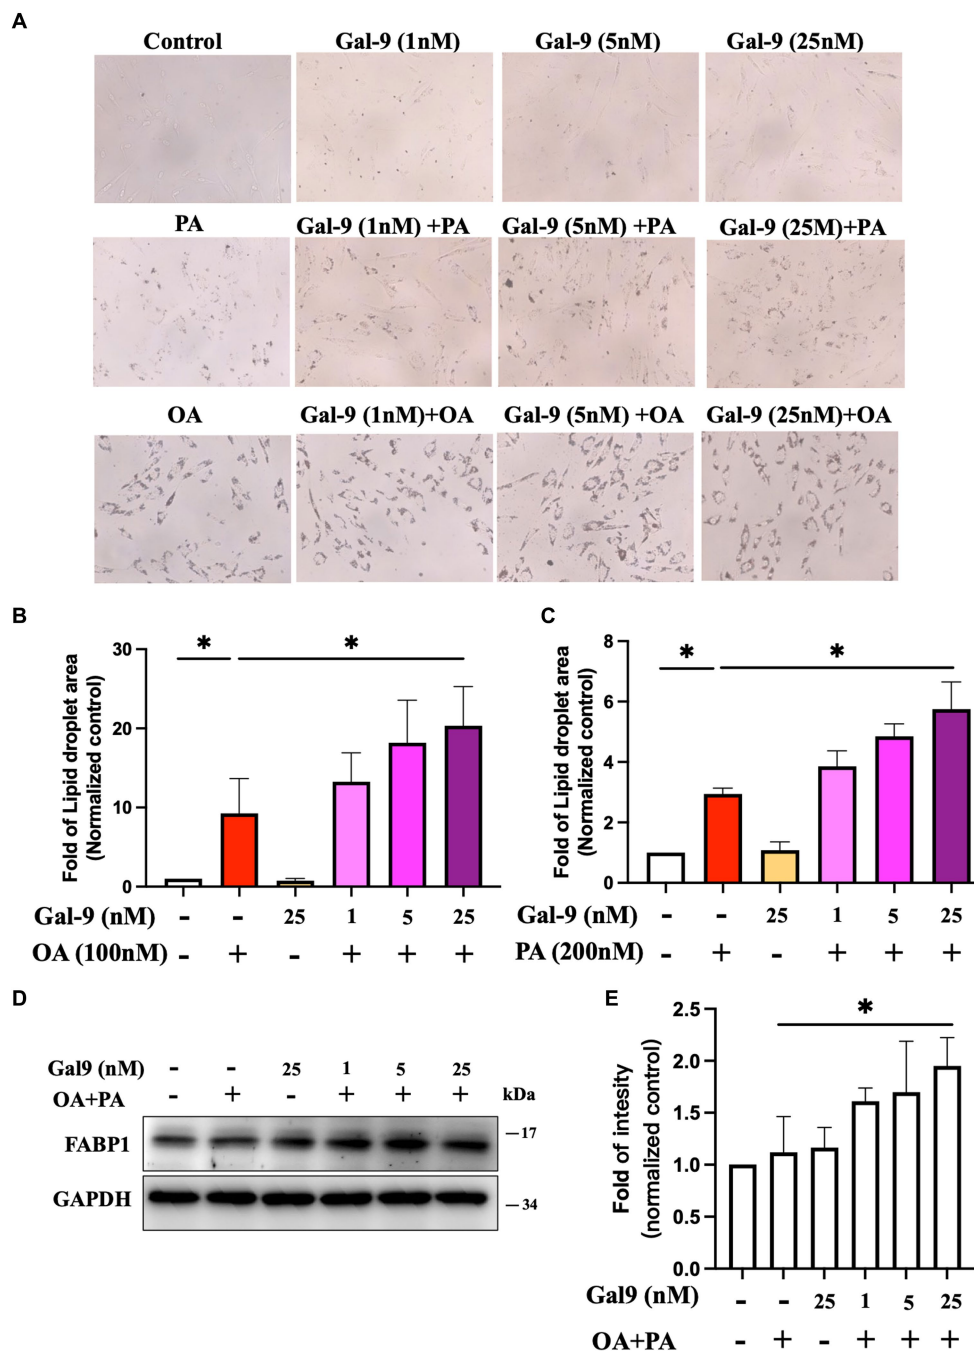 A
Control Gal-9 (1nM) Gal-9 (5nM) Gal-9 (25nM)
PA Gal-9 (1nM) +PA Gal-9 (5nM) +PA Gal-9 (25M)+PA
OA Gal-9 (1nM)+OA Gal-9 (5nM) +OA Gal-9 (25nM)+OA
B
Fold of Lipid droplet area
(Normalized control)
30
20
10
0
* *
Gal-9 (nM) - - 25 1 5 25
OA (100nM) - + - + + +
C
Fold of Lipid droplet area
(Normalized control)
8
6
4
2
0
* *
Gal-9 (nM) - - 25 1 5 25
PA (200nM) - + - + + +
D
Gal9 (nM) - - 25 1 5 25
OA+PA - + - + + + kDa
FABP1 –17
GAPDH –34
E
Fold of intesity
(normalized control)
2.5
2.0
1.5
1.0
0.5
0.0
*
Gal9 (nM) - - 25 1 5 25
OA+PA - + - + + +